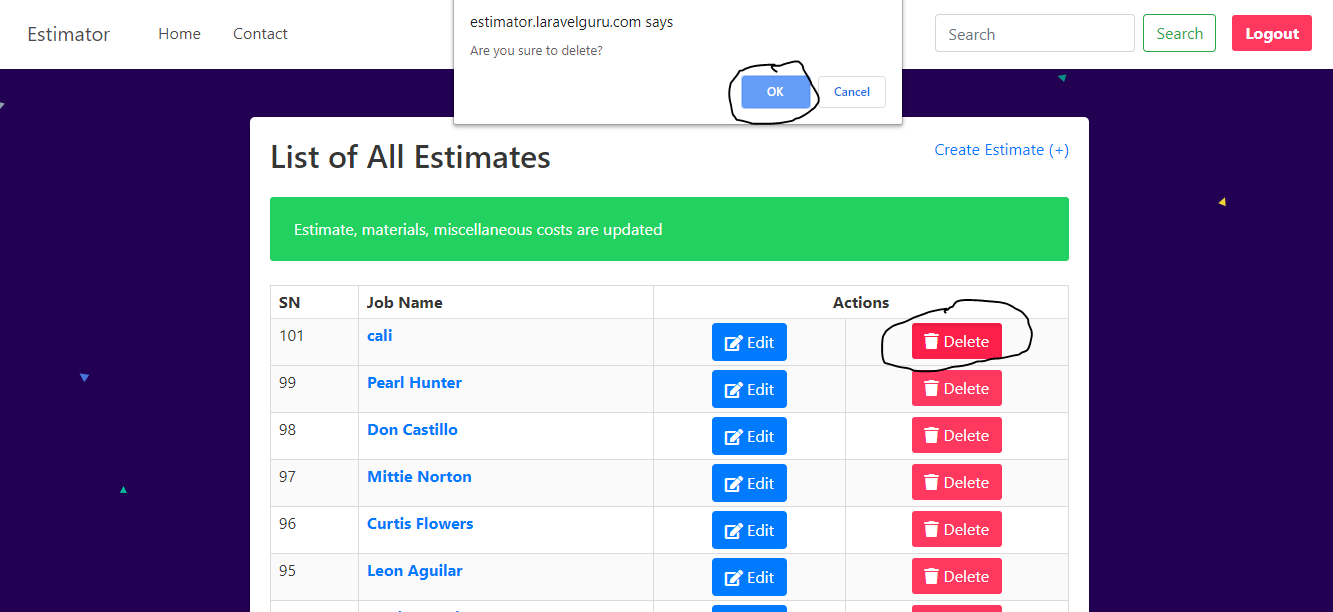 Estimator Home Contact Search Search Logout
estimator.laravelguru.com says
Are you sure to delete?
OK Cancel
List of All Estimates Create Estimate (+)
Estimate, materials, miscellaneous costs are updated
SN Job Name Actions
101 cali Edit Delete
99 Pearl Hunter Edit Delete
98 Don Castillo Edit Delete
97 Mittie Norton Edit Delete
96 Curtis Flowers Edit Delete
95 Leon Aguilar Edit Delete